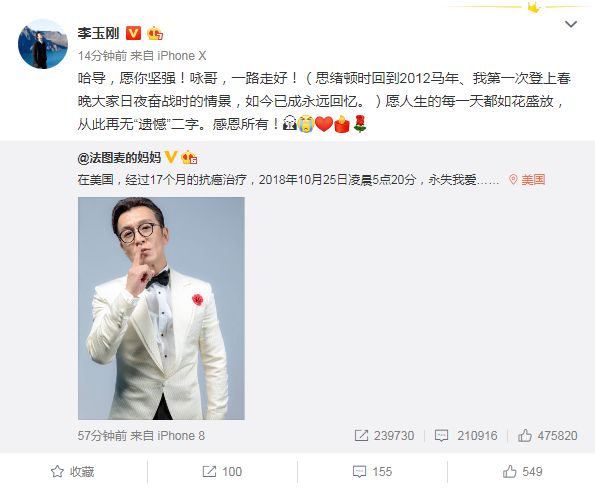 李玉刚
14分钟前 来自 iPhone X
哈导，愿你坚强！咏哥，一路走好！（思绪顿时回到2012马年、我第一次登上春
晚大家日夜奋战时的情景，如今已成永远回忆。）愿人生的每一天都如花盛放，
从此再无“遗憾”二字。感恩所有！
@法图麦的妈妈
在美国，经过17个月的抗癌治疗，2018年10月25日凌晨5点20分，永失我爱…… 美国
57分钟前 来自 iPhone 8 239730 210916 475820
收藏 100 155 549